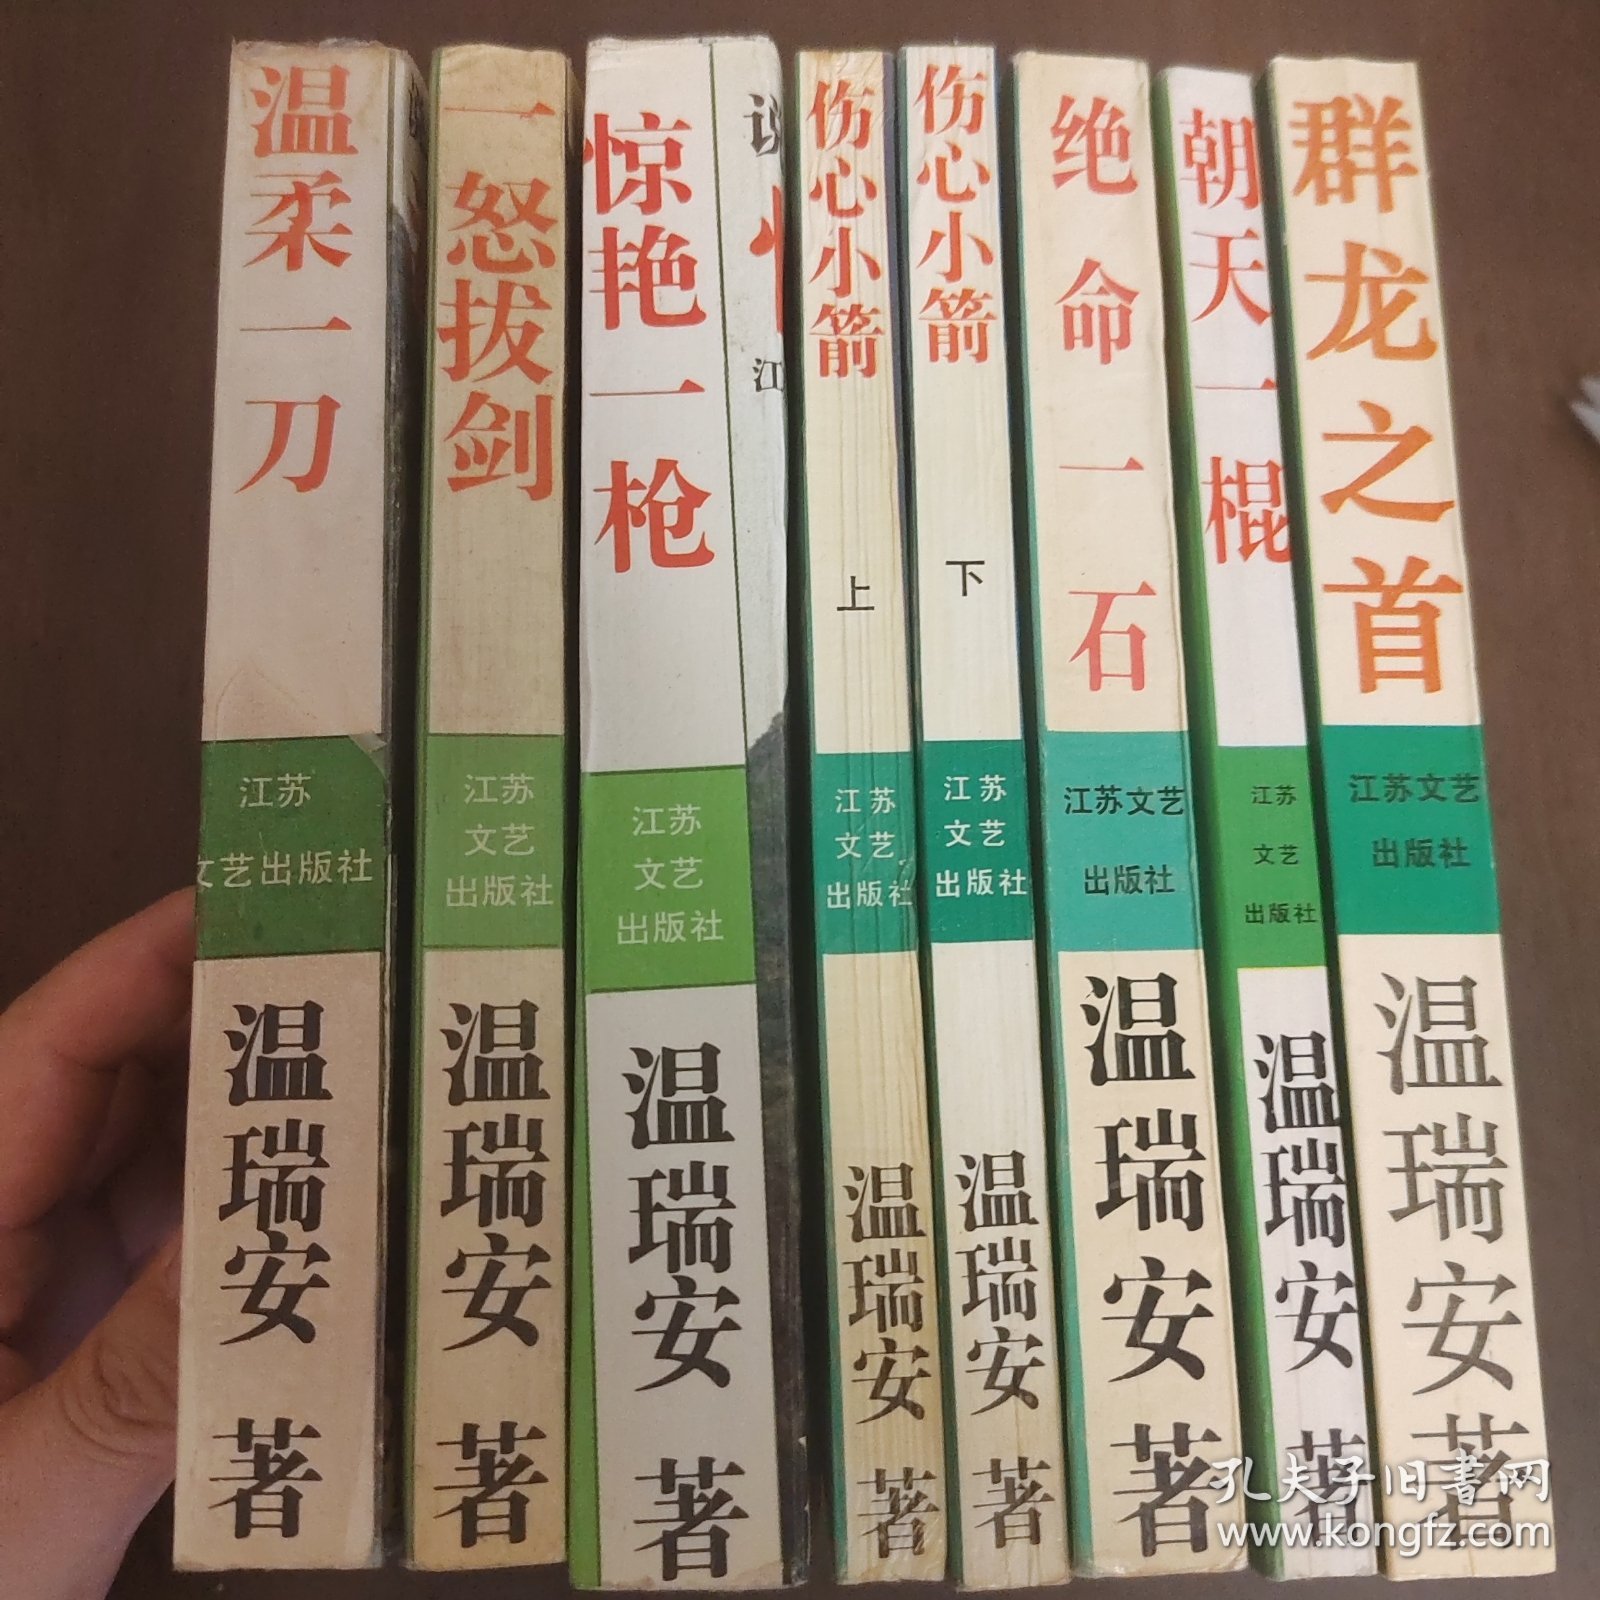 温柔一刀
江苏
文艺出版社
温瑞安
著
一怒拔剑
江苏
文艺
出版社
温瑞安
著
惊艳一枪
江苏
文艺
出版社
温瑞安
著
江
伤心小箭
上
江苏
文艺
出版社
温瑞安
著
伤心小箭
下
江苏
文艺
出版社
温瑞安
著
绝命一石
江苏文艺
出版社
温瑞安
著
朝天一棍
江苏
文艺
出版社
温瑞安
著
群龙之首
江苏文艺
出版社
温瑞安
著
孔夫子旧书网
www.kongfz.com